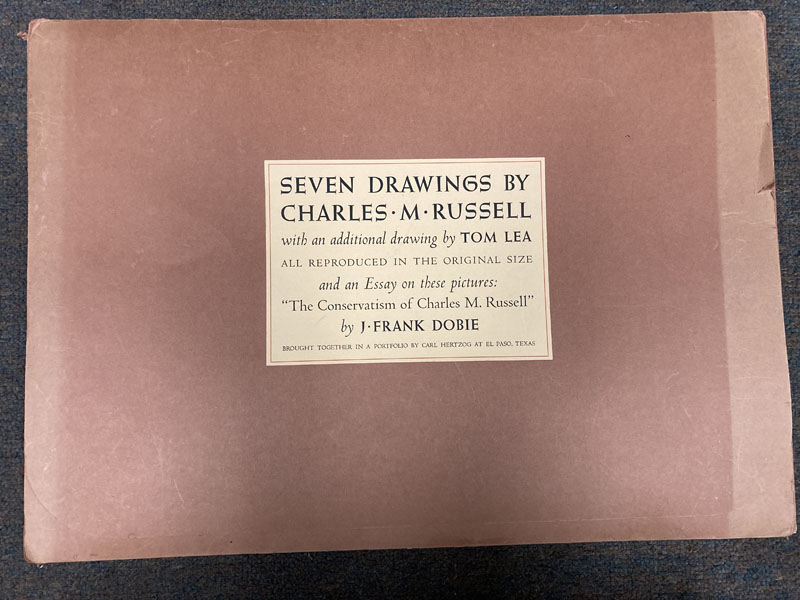 SEVEN DRAWINGS BY
CHARLES·M·RUSSELL
with an additional drawing by TOM LEA
ALL REPRODUCED IN THE ORIGINAL SIZE
and an Essay on these pictures:
“The Conservatism of Charles M. Russell”
by J·FRANK DOBIE
BROUGHT TOGETHER IN A PORTFOLIO BY CARL HERTZOG AT EL PASO, TEXAS